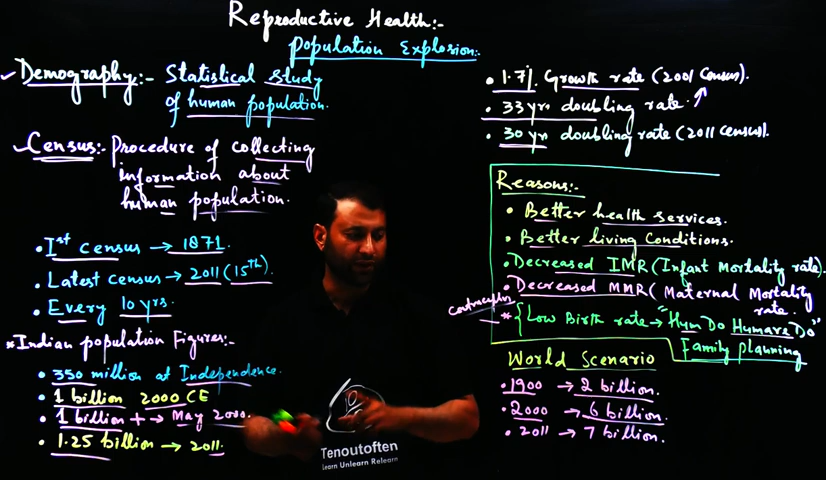 Reproductive Health:-
Population Explosion:-
✓ Demography:- Statistical study
of human population.
✓ Census:- Procedure of collecting
information about
human population.
• Ist census → 1871.
• Latest census → 2011 (15th)
• Every 10 yrs.
* Indian population Figures:-
• 350 million at Independence.
• 1 billion 2000 CE
• 1 billion + → May 2000.
• 1.25 billion → 2011.
• 1.7% Growth rate (2001 Census).
• 33 yrs doubling rate. ↑
• 30 yr doubling rate (2011 Census).
Reasons:-
• Better health services.
• Better living Conditions.
• Decreased IMR (Infant Mortality rate).
• Decreased MMR (Maternal Mortality
rate.
contraception
→ * { Low Birth rate → "Hum Do Humare Do"
Family planning
World Scenario
• 1900 → 2 billion.
• 2000 → 6 billion.
• 2011 → 7 billion.
Tenoutoften
Learn Unlearn Relearn